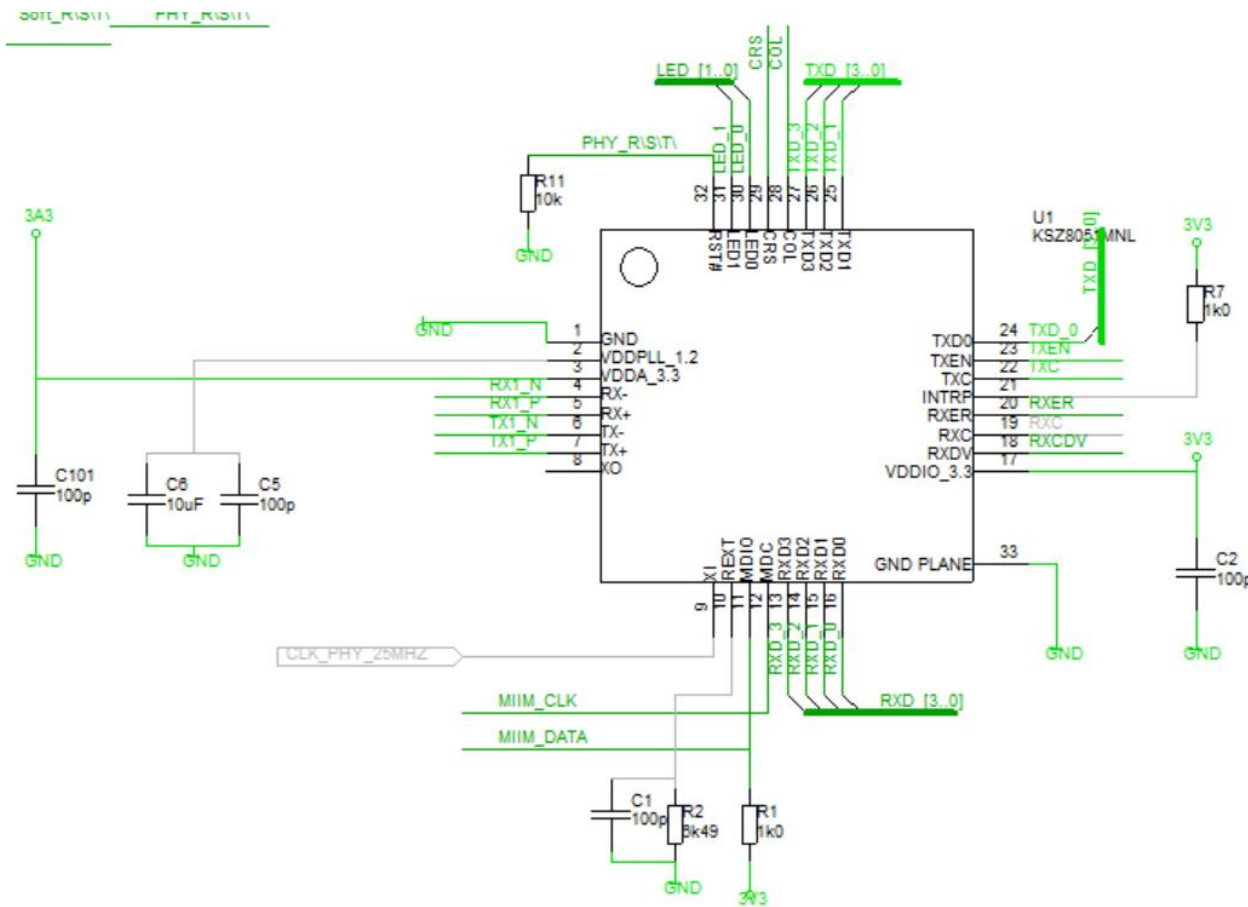 Soft_R\S\T\ PHY_R\S\T\
LED [1..0]
CRS
COL
TXD [3..0]
PHY_R\S\T\
LED_1
LED_0
TXD_3
TXD_2
TXD_1
R11
10k
GND
32
31
30
29
28
27
26
25
RST#
LED1
LED0
CRS
COL
TXD3
TXD2
TXD1
U1
KSZ8051MNL
TXD [3..0]
3V3
R7
1k0
3A3
GND
1 GND
2 VDDPLL_1.2
3 VDDA_3.3
RX1_N 4 RX-
RX1_P 5 RX+
TX1_N 6 TX-
TX1_P 7 TX+
8 XO
TXD0 24 TXD_0
TXEN 23 TXEN
TXC 22 TXC
INTRP 21
RXER 20 RXER
RXC 19 RXC
RXDV 18 RXCDV
VDDIO_3.3 17
3V3
C101
100p
GND
C6
10uF
C5
100p
GND
GND PLANE 33
GND
C2
100p
GND
XI
REXT
MDIO
MDC
RXD3
RXD2
RXD1
RXD0
9
10
11
12
13
14
15
16
RXD_3
RXD_2
RXD_1
RXD_0
CLK_PHY_25MHZ
MIIM_CLK
RXD [3..0]
MIIM_DATA
C1
100p
R2
6k49
R1
1k0
GND
3V3